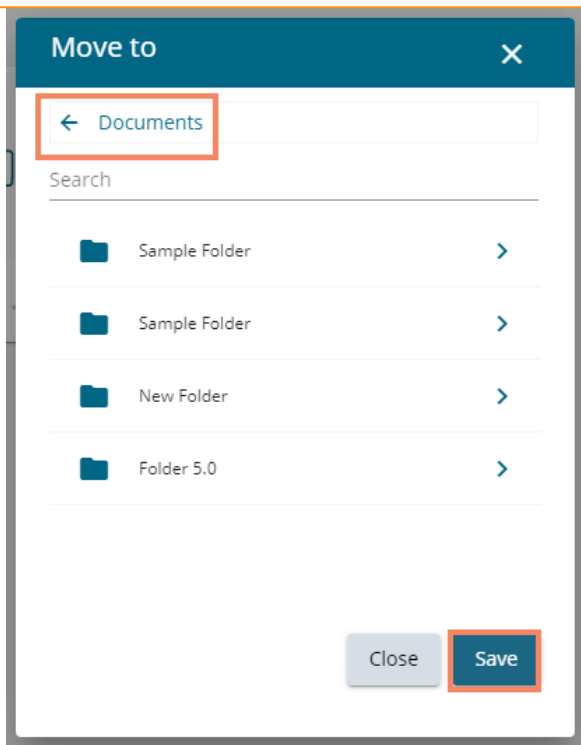 Move to
Documents
Search
Sample Folder
Sample Folder
New Folder
Folder 5.0
Close Save